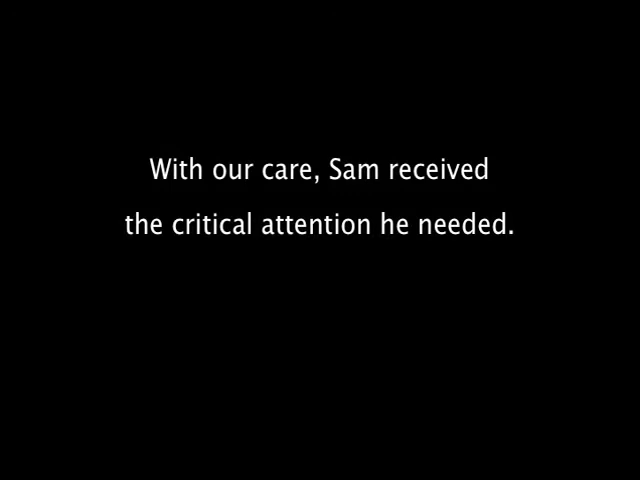 With our care, Sam received
the critical attention he needed.